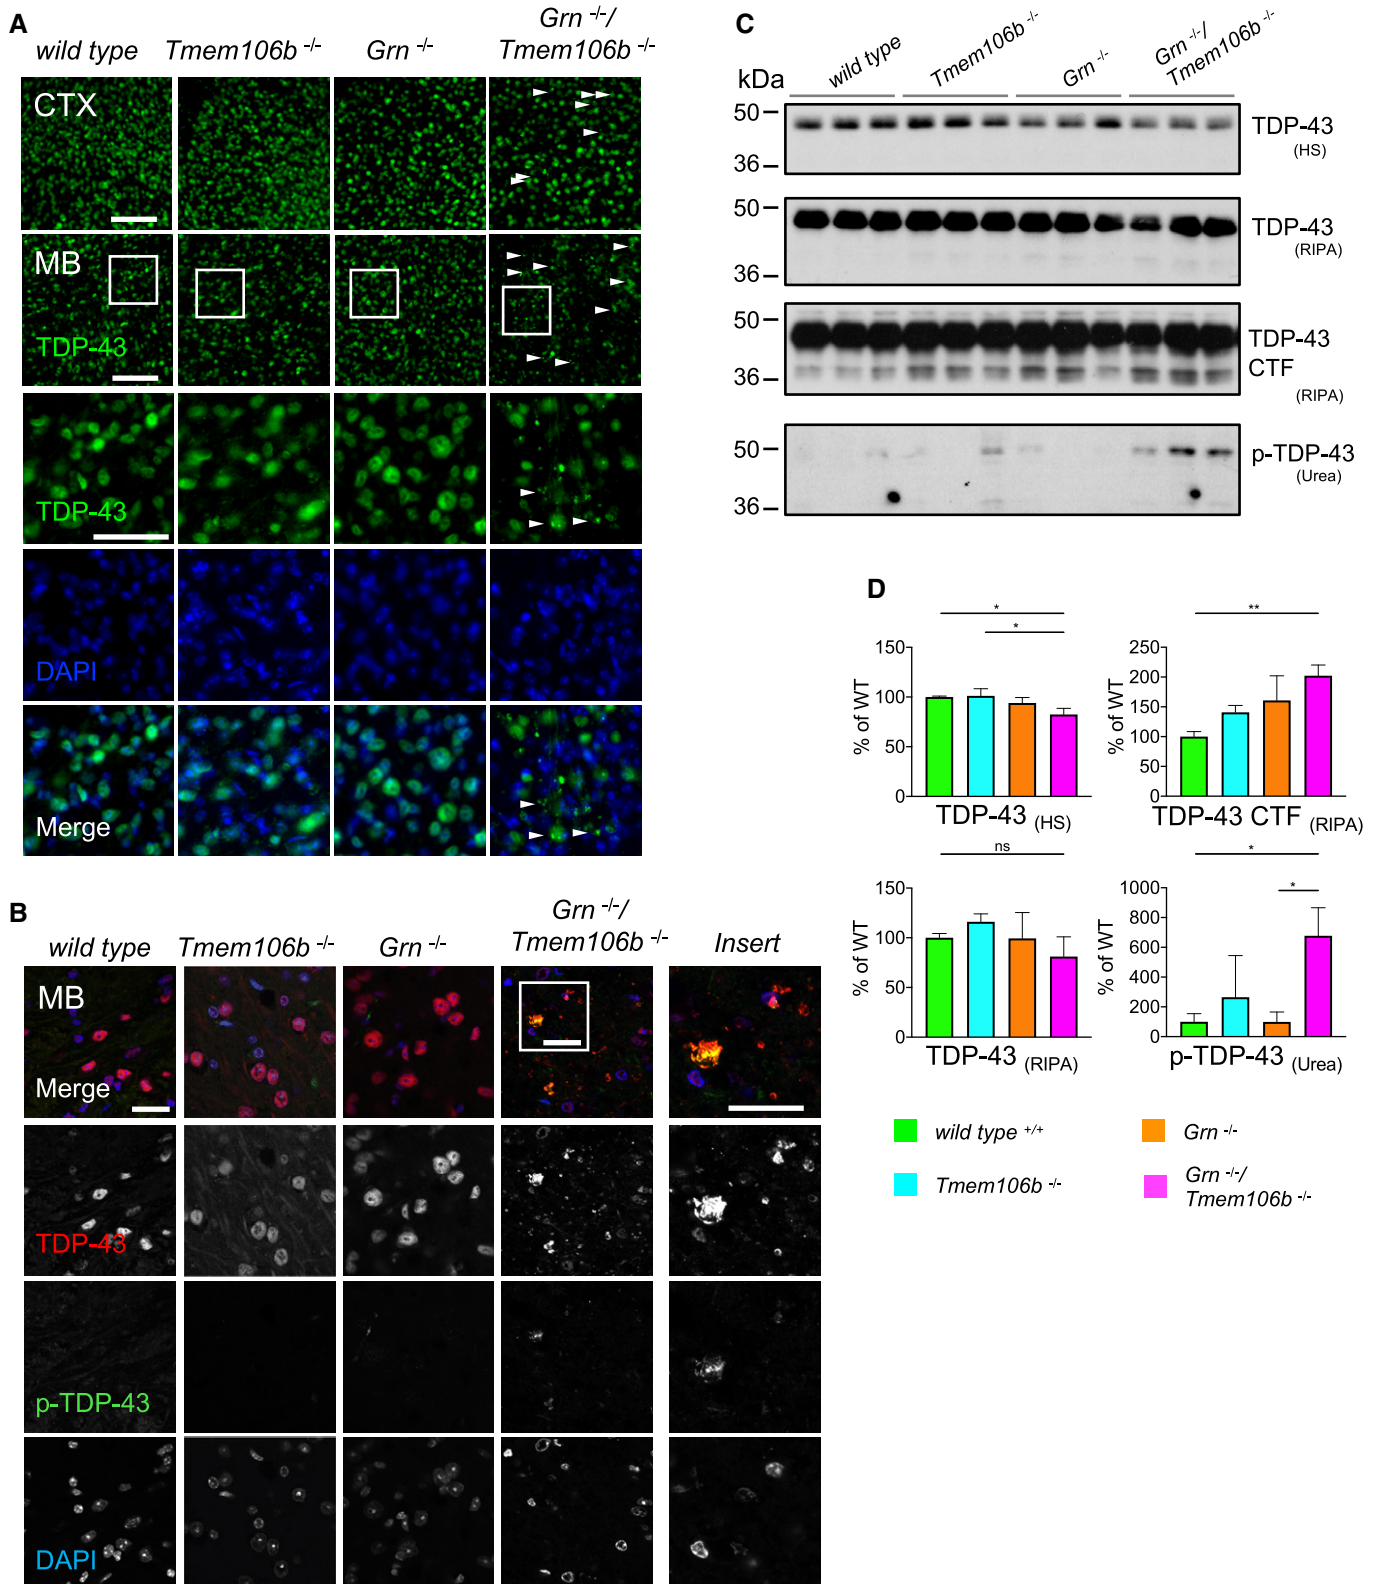 A
wild type
Tmem106b -/-
Grn -/-
Grn -/-/
Tmem106b -/-
CTX
MB
TDP-43
TDP-43
DAPI
Merge
B
wild type
Tmem106b -/-
Grn -/-
Grn -/-/
Tmem106b -/-
Insert
MB
Merge
TDP-43
p-TDP-43
DAPI
C
kDa
wild type
Tmem106b -/-
Grn -/-
Grn -/-/
Tmem106b -/-
50
36
TDP-43
(HS)
50
36
TDP-43
(RIPA)
50
36
TDP-43
CTF
(RIPA)
50
36
p-TDP-43
(Urea)
D
*
*
150
100
50
0
% of WT
TDP-43 (HS)
**
250
200
150
100
50
0
% of WT
TDP-43 CTF (RIPA)
ns
150
100
50
0
% of WT
TDP-43 (RIPA)
*
*
1000
800
600
400
200
0
% of WT
p-TDP-43 (Urea)
wild type +/+
Grn -/-
Tmem106b -/-
Grn -/-/
Tmem106b -/-